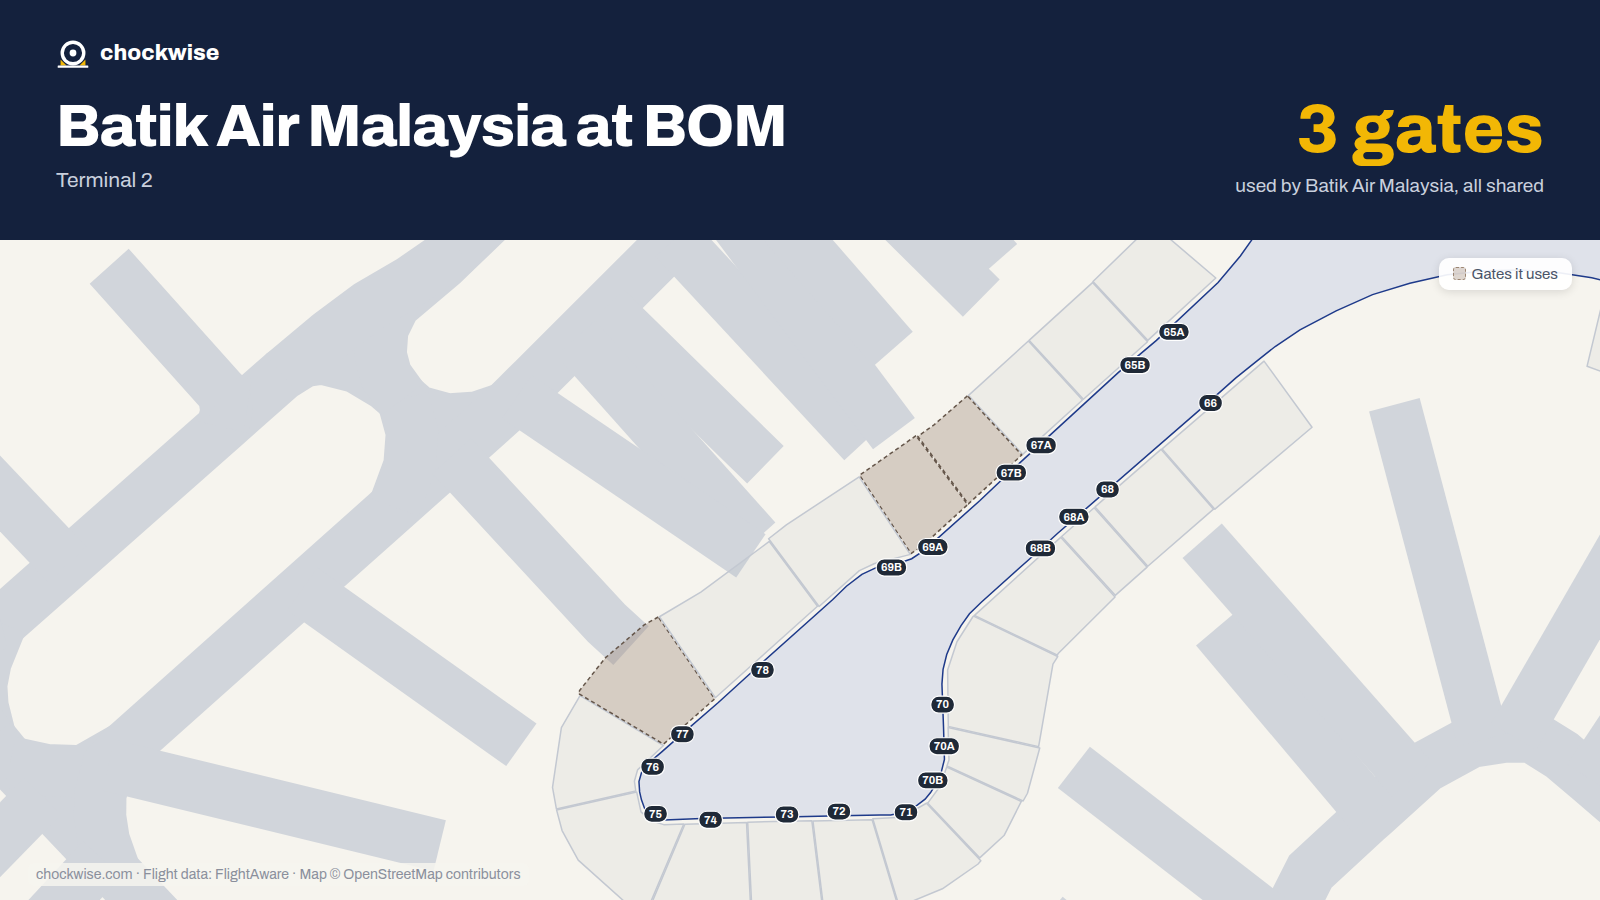 chockwise
Batik Air Malaysia at BOM
Terminal 2
3 gates
used by Batik Air Malaysia, all shared
Gates it uses
65A
65B
66
67A
67B
68
68A
69A
68B
69B
78
70
77
70A
76
70B
75
74
73
72
71
chockwise.com · Flight data: FlightAware · Map © OpenStreetMap contributors